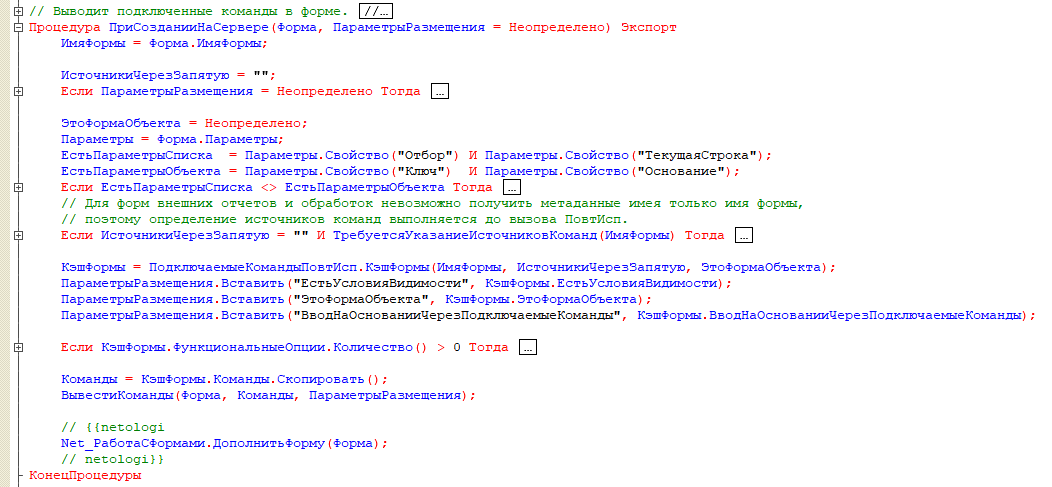 // Выводит подключенные команды в форме. //…
Процедура ПриСозданииНаСервере(Форма, ПараметрыРазмещения = Неопределено) Экспорт
ИмяФормы = Форма.ИмяФормы;
ИсточникиЧерезЗапятую = "";
Если ПараметрыРазмещения = Неопределено Тогда …
ЭтоФормаОбъекта = Неопределено;
Параметры = Форма.Параметры;
ЕстьПараметрыСписка  = Параметры.Свойство("Отбор") И Параметры.Свойство("ТекущаяСтрока");
ЕстьПараметрыОбъекта = Параметры.Свойство("Ключ")  И Параметры.Свойство("Основание");
Если ЕстьПараметрыСписка <> ЕстьПараметрыОбъекта Тогда …
// Для форм внешних отчетов и обработок невозможно получить метаданные имея только имя формы,
// поэтому определение источников команд выполняется до вызова ПовтИсп.
Если ИсточникиЧерезЗапятую = "" И ТребуетсяУказаниеИсточниковКоманд(ИмяФормы) Тогда …
КэшФормы = ПодключаемыеКомандыПовтИсп.КэшФормы(ИмяФормы, ИсточникиЧерезЗапятую, ЭтоФормаОбъекта);
ПараметрыРазмещения.Вставить("ЕстьУсловияВидимости", КэшФормы.ЕстьУсловияВидимости);
ПараметрыРазмещения.Вставить("ЭтоФормаОбъекта", КэшФормы.ЭтоФормаОбъекта);
ПараметрыРазмещения.Вставить("ВводНаОснованииЧерезПодключаемыеКоманды", КэшФормы.ВводНаОснованииЧерезПодключаемыеКоманды);
Если КэшФормы.ФункциональныеОпции.Количество() > 0 Тогда …
Команды = КэшФормы.Команды.Скопировать();
ВывестиКоманды(Форма, Команды, ПараметрыРазмещения);
// {{netologi
Net_РаботаСФормами.ДополнитьФорму(Форма);
// netologi}}
КонецПроцедуры